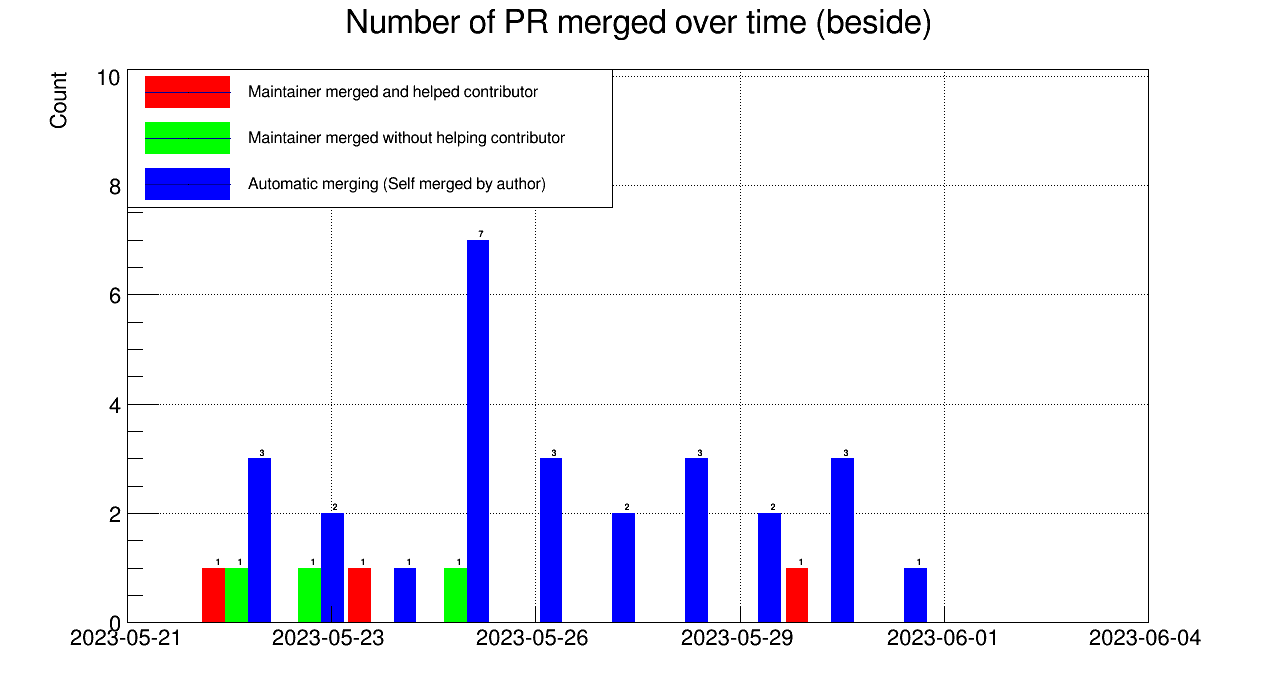 Number of PR merged over time (beside)
Count
10
8
6
4
2
0
Maintainer merged and helped contributor
Maintainer merged without helping contributor
Automatic merging (Self merged by author)
1 1 3 1 2 1 1 1 7 3 2 3 2 1 3 1
2023-05-21 2023-05-23 2023-05-26 2023-05-29 2023-06-01 2023-06-04